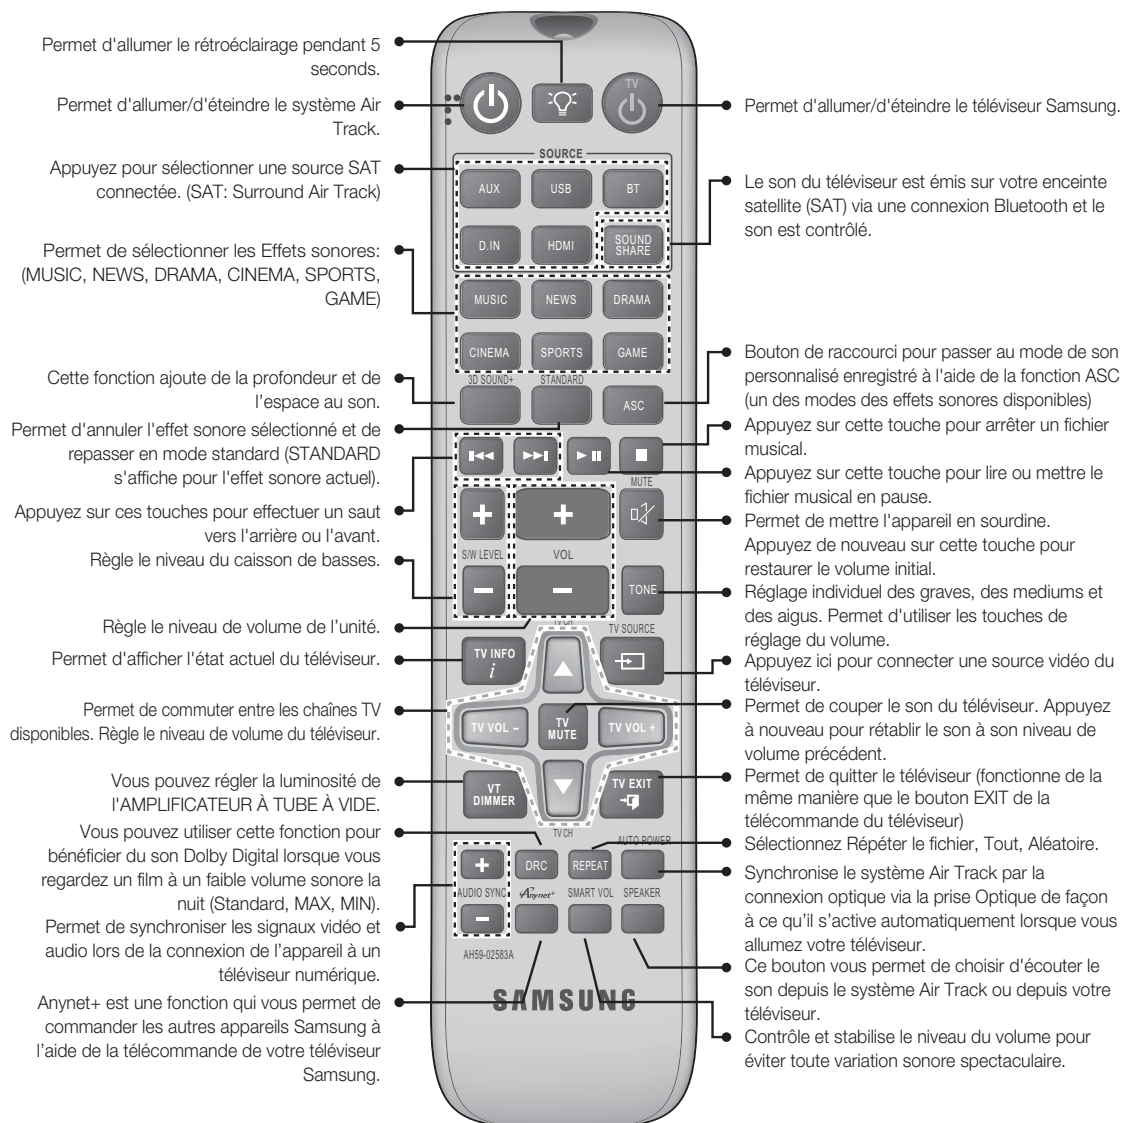 Permet d'allumer le rétroéclairage pendant 5
seconds.
Permet d'allumer/d'éteindre le système Air
Track.
Appuyez pour sélectionner une source SAT
connectée. (SAT: Surround Air Track)
Permet de sélectionner les Effets sonores:
(MUSIC, NEWS, DRAMA, CINEMA, SPORTS,
GAME)
Cette fonction ajoute de la profondeur et de
l’espace au son.
Permet d'annuler l'effet sonore sélectionné et de
repasser en mode standard (STANDARD
s'affiche pour l'effet sonore actuel).
Appuyez sur ces touches pour effectuer un saut
vers l'arrière ou l'avant.
Règle le niveau du caisson de basses.
Règle le niveau de volume de l’unité.
Permet d'afficher l'état actuel du téléviseur.
Permet de commuter entre les chaînes TV
disponibles. Règle le niveau de volume du téléviseur.
Vous pouvez régler la luminosité de
l'AMPLIFICATEUR À TUBE À VIDE.
Vous pouvez utiliser cette fonction pour
bénéficier du son Dolby Digital lorsque vous
regardez un film à un faible volume sonore la
nuit (Standard, MAX, MIN).
Permet de synchroniser les signaux vidéo et
audio lors de la connexion de l’appareil à un
téléviseur numérique.
Anynet+ est une fonction qui vous permet de
commander les autres appareils Samsung à
l’aide de la télécommande de votre téléviseur
Samsung.
TV
SOURCE
AUX
USB
BT
D.IN
HDMI
SOUND
SHARE
MUSIC
NEWS
DRAMA
CINEMA
SPORTS
GAME
3D SOUND+
STANDARD
ASC
MUTE
+
+
S/W LEVEL
VOL
−
−
TONE
TV CH
TV SOURCE
TV INFO
i
TV VOL −
TV
MUTE
TV VOL +
VT
DIMMER
TV EXIT
TV CH
AUTO POWER
+
DRC
REPEAT
AUDIO SYNC
Anynet+
SMART VOL
SPEAKER
−
AH59-02583A
SAMSUNG
Permet d'allumer/d'éteindre le téléviseur Samsung.
Le son du téléviseur est émis sur votre enceinte
satellite (SAT) via une connexion Bluetooth et le
son est contrôlé.
Bouton de raccourci pour passer au mode de son
personnalisé enregistré à l'aide de la fonction ASC
(un des modes des effets sonores disponibles)
Appuyez sur cette touche pour arrêter un fichier
musical.
Appuyez sur cette touche pour lire ou mettre le
fichier musical en pause.
Permet de mettre l'appareil en sourdine.
Appuyez de nouveau sur cette touche pour
restaurer le volume initial.
Réglage individuel des graves, des mediums et
des aigus. Permet d'utiliser les touches de
réglage du volume.
Appuyez ici pour connecter une source vidéo du
téléviseur.
Permet de couper le son du téléviseur. Appuyez
à nouveau pour rétablir le son à son niveau de
volume précédent.
Permet de quitter le téléviseur (fonctionne de la
même manière que le bouton EXIT de la
télécommande du téléviseur)
Sélectionnez Répéter le fichier, Tout, Aléatoire.
Synchronise le système Air Track par la
connexion optique via la prise Optique de façon
à ce qu’il s’active automatiquement lorsque vous
allumez votre téléviseur.
Ce bouton vous permet de choisir d'écouter le
son depuis le système Air Track ou depuis votre
téléviseur.
Contrôle et stabilise le niveau du volume pour
éviter toute variation sonore spectaculaire.